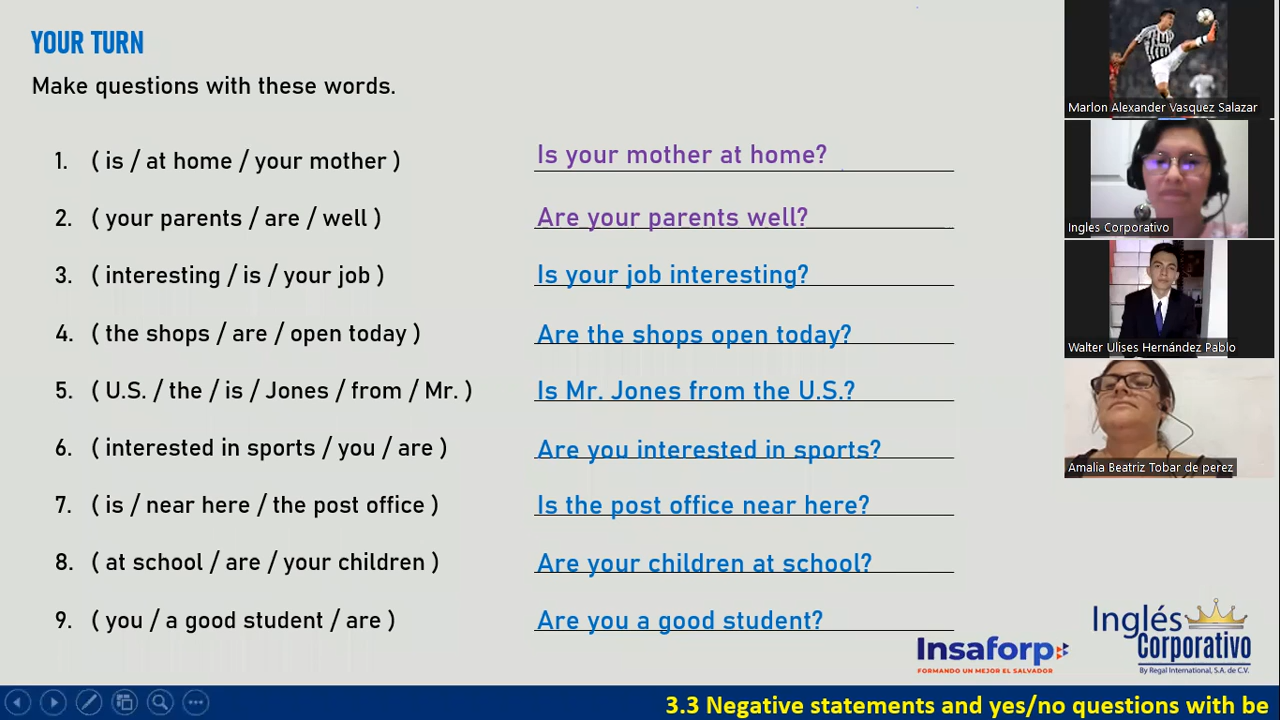 YOUR TURN
Make questions with these words.
1. ( is / at home / your mother ) Is your mother at home?
2. ( your parents / are / well ) Are your parents well?
3. ( interesting / is / your job ) Is your job interesting?
4. ( the shops / are / open today ) Are the shops open today?
5. ( U.S. / the / is / Jones / from / Mr. ) Is Mr. Jones from the U.S.?
6. ( interested in sports / you / are ) Are you interested in sports?
7. ( is / near here / the post office ) Is the post office near here?
8. ( at school / are / your children ) Are your children at school?
9. ( you / a good student / are ) Are you a good student?
Marlon Alexander Vasquez Salazar
Ingles Corporativo
Walter Ulises Hernández Pablo
Amalia Beatriz Tobar de perez
Insaforp
FORMANDO UN MEJOR EL SALVADOR
Inglés
Corporativo
By Regal International, S.A. de C.V.
3.3 Negative statements and yes/no questions with be